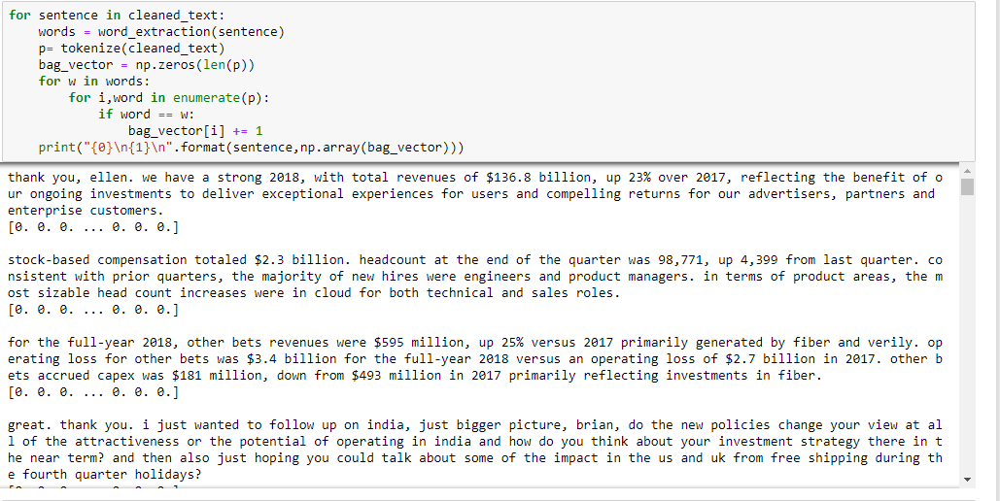 for sentence in cleaned_text:
    words = word_extraction(sentence)
    p= tokenize(cleaned_text)
    bag_vector = np.zeros(len(p))
    for w in words:
        for i,word in enumerate(p):
            if word == w:
                bag_vector[i] += 1
    print("{0}\n{1}\n".format(sentence,np.array(bag_vector)))
thank you, ellen. we have a strong 2018, with total revenues of $136.8 billion, up 23% over 2017, reflecting the benefit of o
ur ongoing investments to deliver exceptional experiences for users and compelling returns for our advertisers, partners and
enterprise customers.
[0. 0. 0. ... 0. 0. 0.]
stock-based compensation totaled $2.3 billion. headcount at the end of the quarter was 98,771, up 4,399 from last quarter. co
nsistent with prior quarters, the majority of new hires were engineers and product managers. in terms of product areas, the m
ost sizable head count increases were in cloud for both technical and sales roles.
[0. 0. 0. ... 0. 0. 0.]
for the full-year 2018, other bets revenues were $595 million, up 25% versus 2017 primarily generated by fiber and verily. op
erating loss for other bets was $3.4 billion for the full-year 2018 versus an operating loss of $2.7 billion in 2017. other b
ets accrued capex was $181 million, down from $493 million in 2017 primarily reflecting investments in fiber.
[0. 0. 0. ... 0. 0. 0.]
great. thank you. i just wanted to follow up on india, just bigger picture, brian, do the new policies change your view at al
l of the attractiveness or the potential of operating in india and how do you think about your investment strategy there in t
he near term? and then also just hoping you could talk about some of the impact in the us and uk from free shipping during th
e fourth quarter holidays?